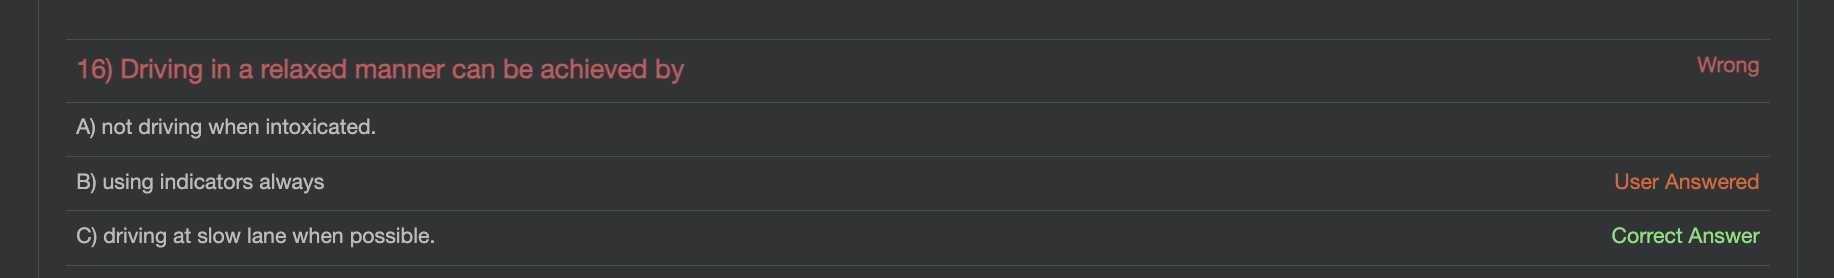 16) Driving in a relaxed manner can be achieved by Wrong
A) not driving when intoxicated.
B) using indicators always User Answered
C) driving at slow lane when possible. Correct Answer